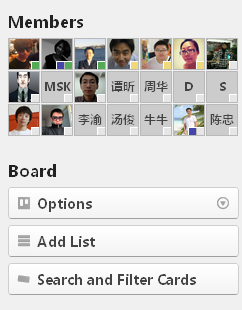 Members
MSK 谭昕 周华 D S
李渝 汤俊 牛牛 陈忠
Board
Options
Add List
Search and Filter Cards